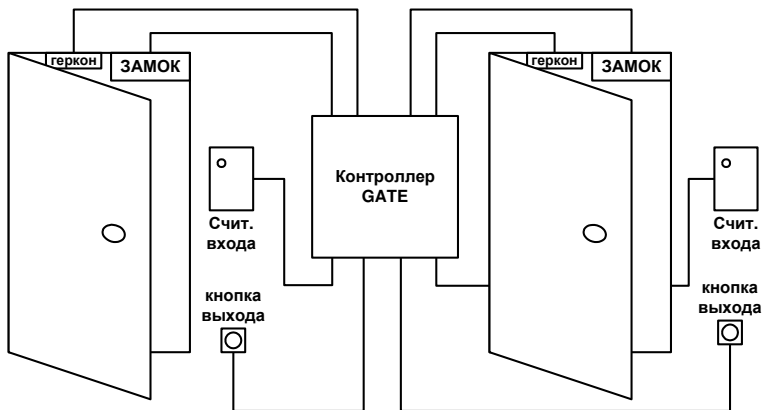 геркон
ЗАМОК
геркон
ЗАМОК
Контроллер
GATE
Счит.
входа
Счит.
входа
кнопка
выхода
кнопка
выхода